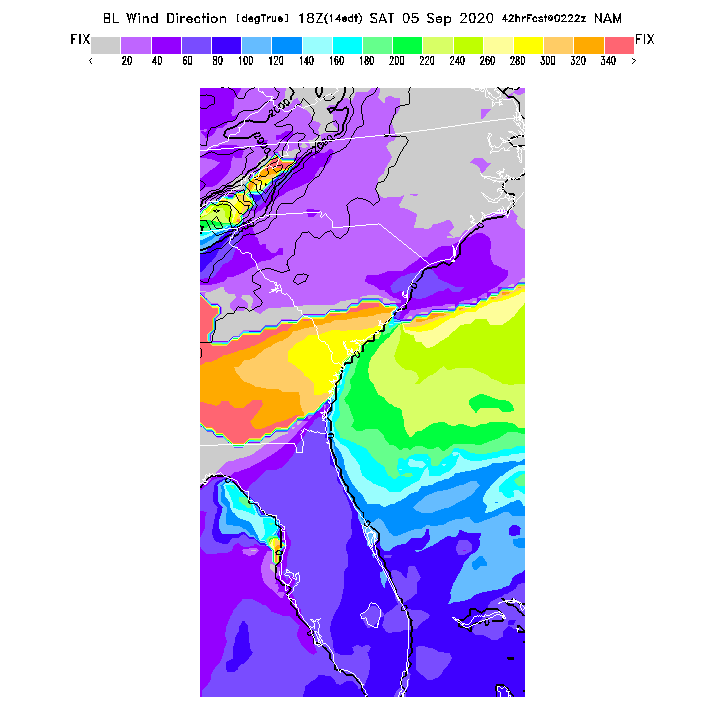 BL Wind Direction [degTrue] 18Z(14edt) SAT 05 Sep 2020 42hrFcst@0222z NAM
FIX FIX
< 20 40 60 80 100 120 140 160 180 200 220 240 260 280 300 320 340 >
2000